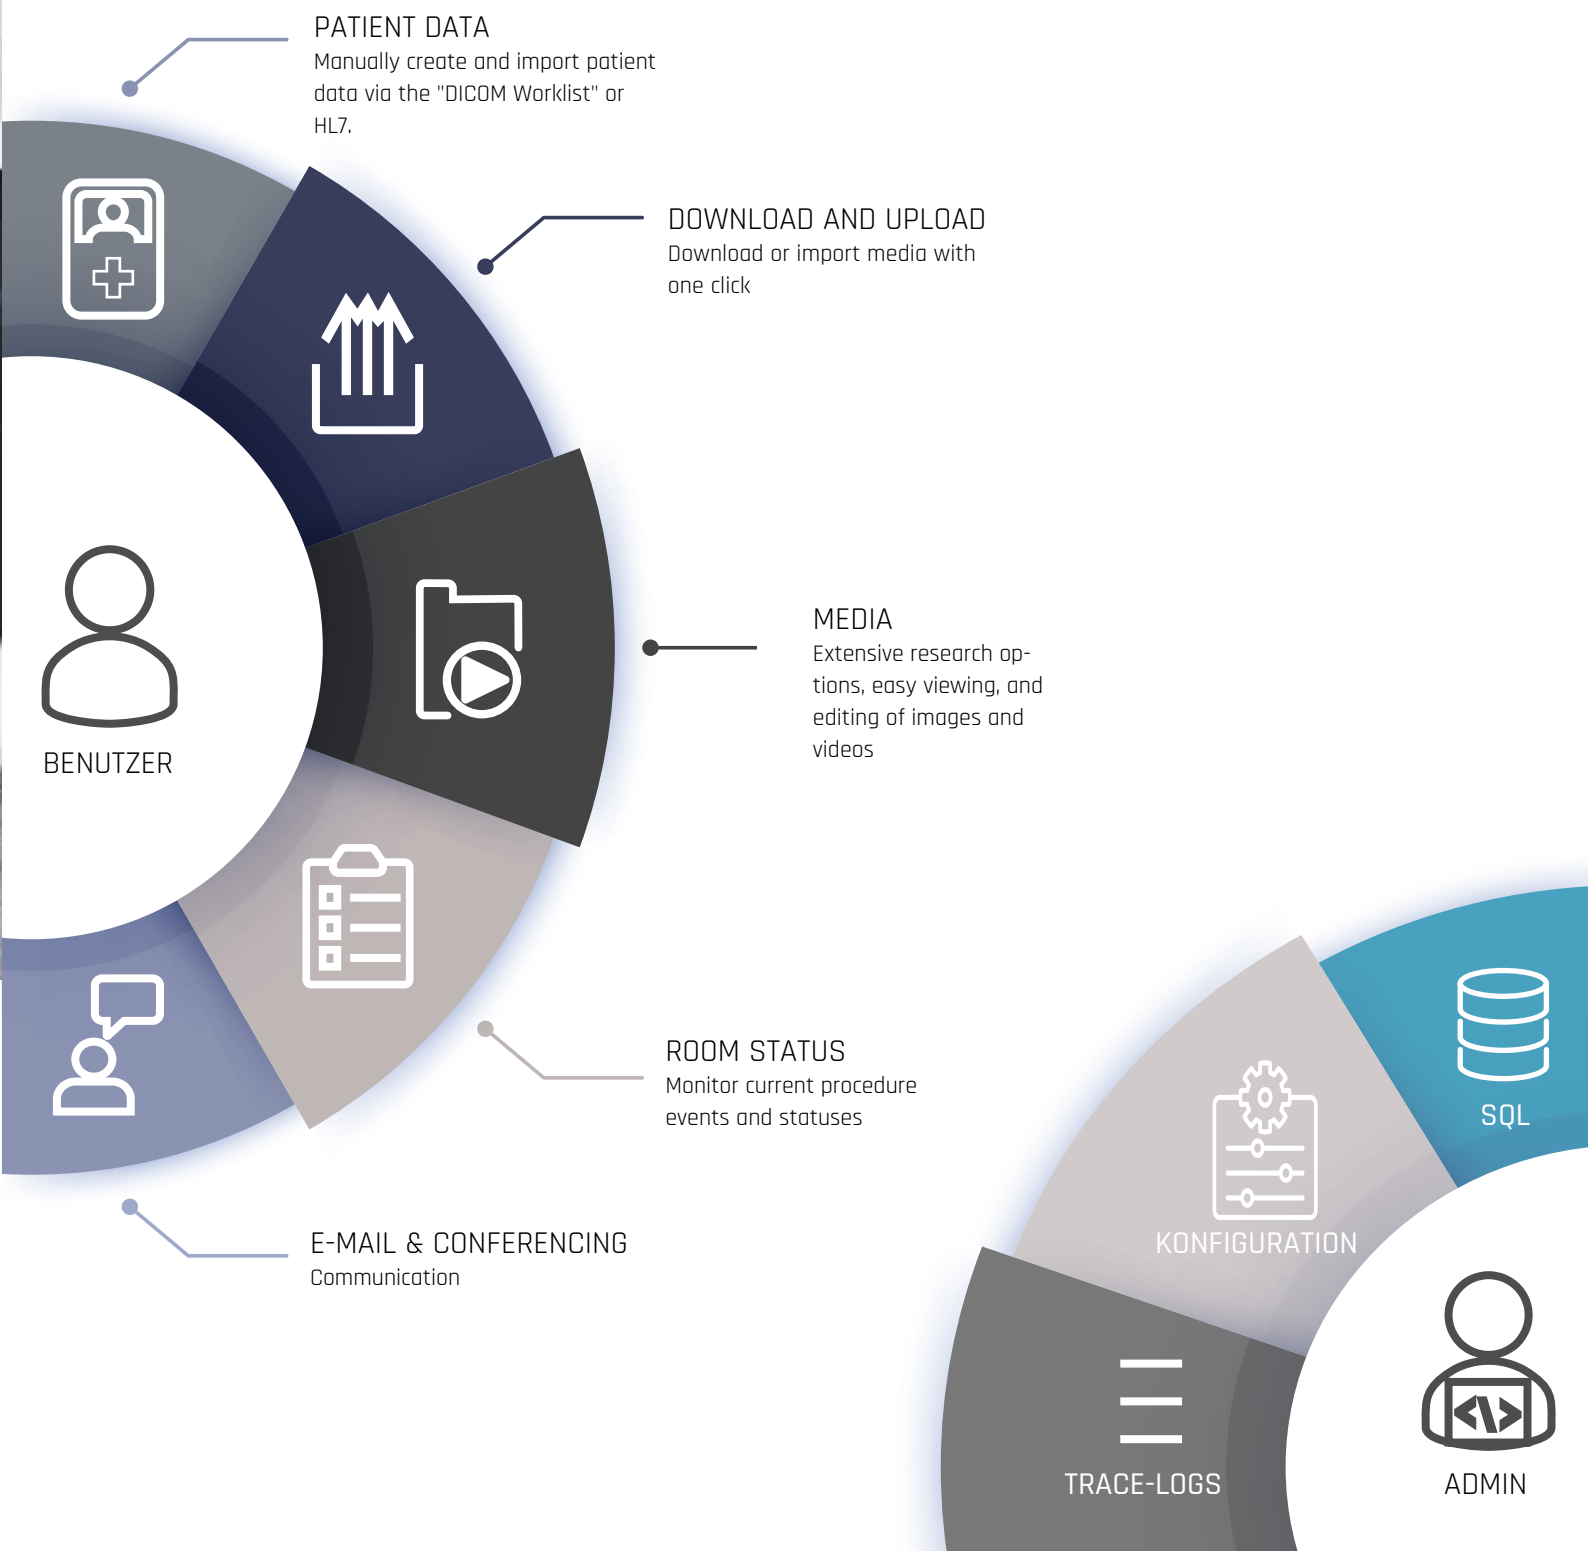 PATIENT DATA
Manually create and import patient
data via the "DICOM Worklist" or
HL7.
DOWNLOAD AND UPLOAD
Download or import media with
one click
MEDIA
Extensive research op-
tions, easy viewing, and
editing of images and
videos
BENUTZER
ROOM STATUS
Monitor current procedure
events and statuses
E-MAIL & CONFERENCING
Communication
SQL
KONFIGURATION
TRACE-LOGS
ADMIN